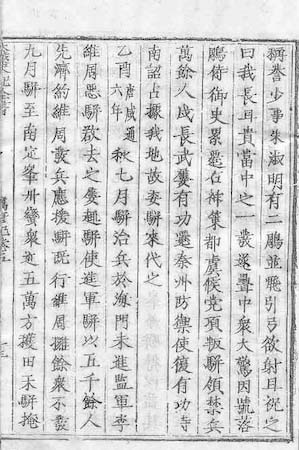 稱譽少事朱叔明有二鵰並飛引弓欲射且祝之
曰我且貴當中之一發遂疊中衆大驚因號落
鵰侍御史累遷右神策都虞候党項叛駢領禁兵
萬餘人戍長武屢有功遷秦州防禦使復有功寺
南詔占據我地故委駢來代之
乙酉唐咸通六年秋七月駢治兵於海門未進監軍李
維周惡駢欲去之屢趣駢使進軍駢以五千餘人
先濟約維周發兵應援駢既行維周擁餘衆不發
九月駢至南定峯州蠻衆近五萬方獲田禾駢掩